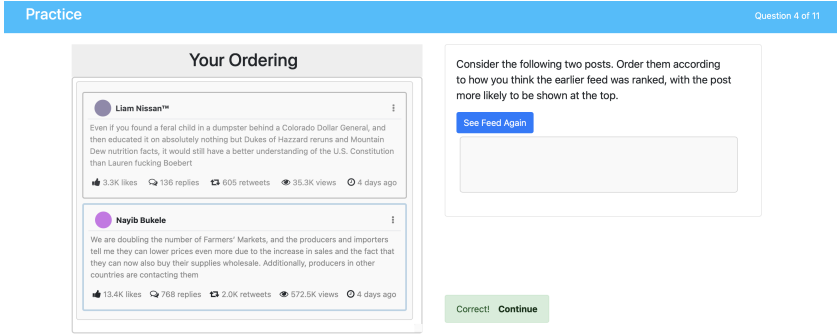 Practice
Question 4 of 11
Your Ordering
Liam Nissan™
Even if you found a feral child in a dumpster behind a Colorado Dollar General, and
then educated it on absolutely nothing but Dukes of Hazzard reruns and Mountain
Dew nutrition facts, it would still have a better understanding of the U.S. Constitution
than Lauren fucking Boebert
3.3K likes 136 replies 605 retweets 35.3K views 4 days ago
Nayib Bukele
We are doubling the number of Farmers' Markets, and the producers and importers
tell me they can lower prices even more due to the increase in sales and the fact that
they can now also buy their supplies wholesale. Additionally, producers in other
countries are contacting them
13.4K likes 768 replies 2.0K retweets 572.5K views 4 days ago
Consider the following two posts. Order them according
to how you think the earlier feed was ranked, with the post
more likely to be shown at the top.
See Feed Again
Correct! Continue